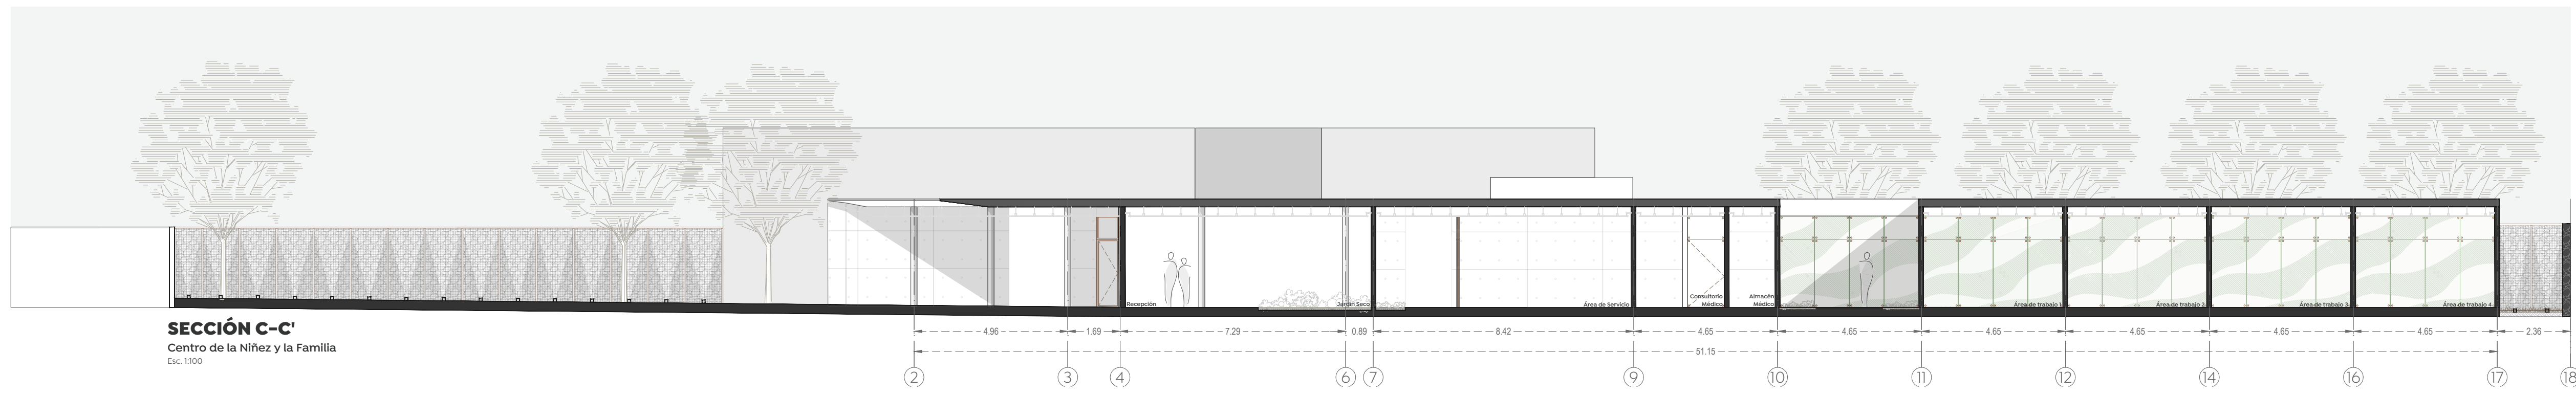 Recepción
Jardín Seco
Área de Servicio
Consultorio
Médico
Almacén
Médico
Área de trabajo 1
Área de trabajo 2
Área de trabajo 3
Área de trabajo 4
SECCIÓN C-C'
Centro de la Niñez y la Familia
Esc. 1:100
4.96 1.69 7.29 0.89 8.42 4.65 4.65 4.65 4.65 4.65 4.65 2.36
51.15
2 3 4 6 7 9 10 11 12 14 16 17 18